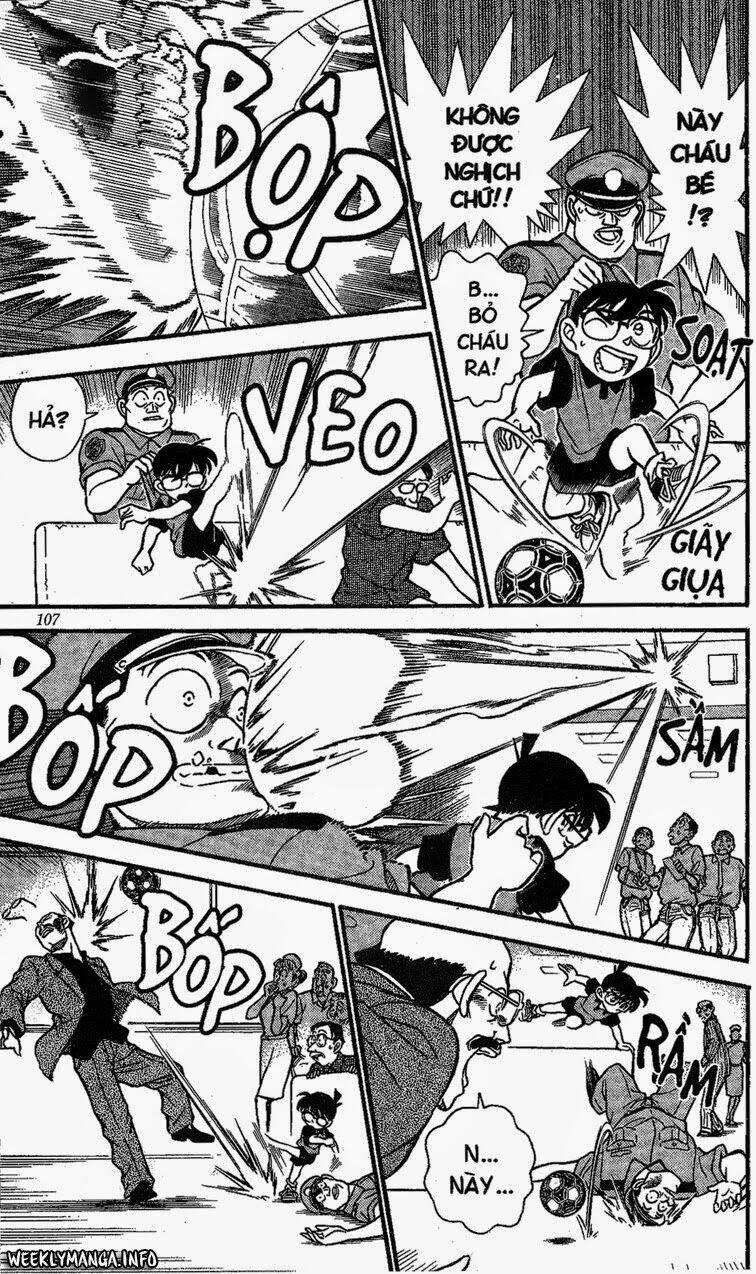 NÀY
CHÁU
BÉ
!?
KHÔNG
ĐƯỢC
NGHỊCH
CHỨ!!
B...
BỎ
CHÁU
RA!
SOẠT
GIÃY
GIỤA
BỘP
HẢ?
VEO
107
BỐP
SẦM
N...
NÀY...
RẦM
BỐP
WEEKLYMANGA.INFO